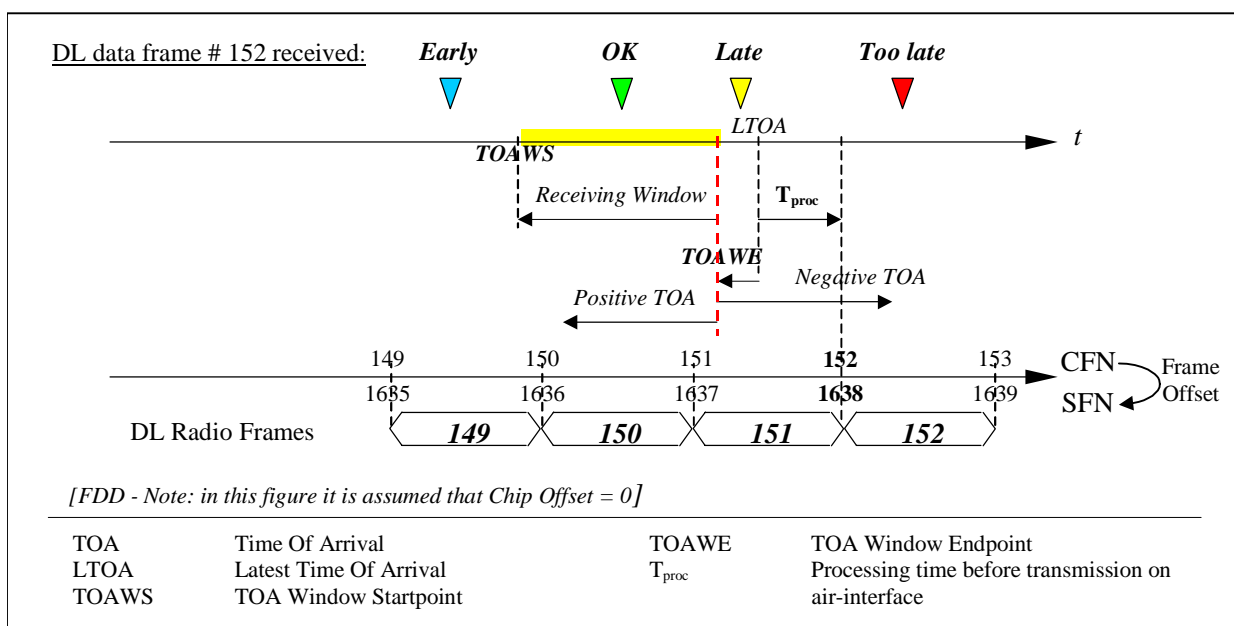 DL data frame # 152 received:
Early
OK
Late
Too late
LTOA
t
TOAWS
Receiving Window
Tproc
TOAWE
Negative TOA
Positive TOA
149 150 151 152 153
CFN
Frame Offset
1635 1636 1637 1638 1639
SFN
DL Radio Frames
149 150 151 152
[FDD - Note: in this figure it is assumed that Chip Offset = 0]
TOA Time Of Arrival
LTOA Latest Time Of Arrival
TOAWS TOA Window Startpoint
TOAWE TOA Window Endpoint
Tproc Processing time before transmission on
air-interface